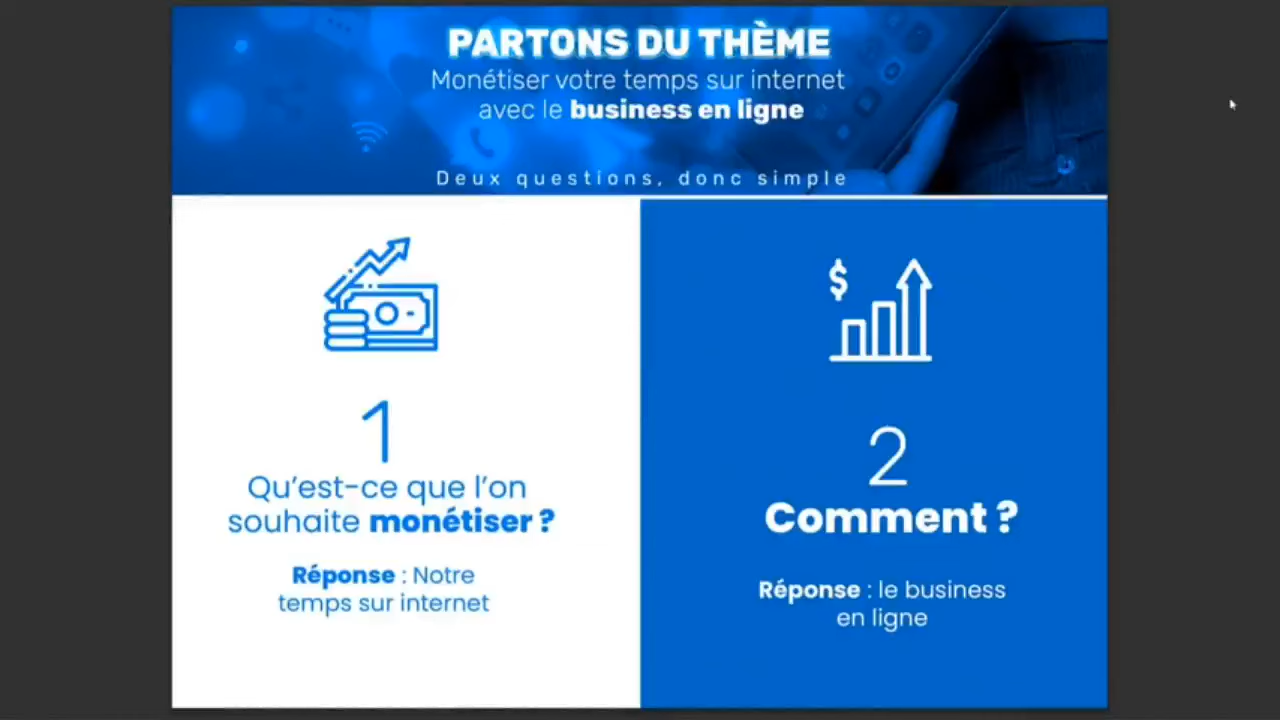 PARTONS DU THÈME
Monétiser votre temps sur internet
avec le business en ligne
Deux questions, donc simple
$
1
Qu'est-ce que l'on
souhaite monétiser ?
Réponse : Notre
temps sur internet
2
Comment ?
Réponse : le business
en ligne